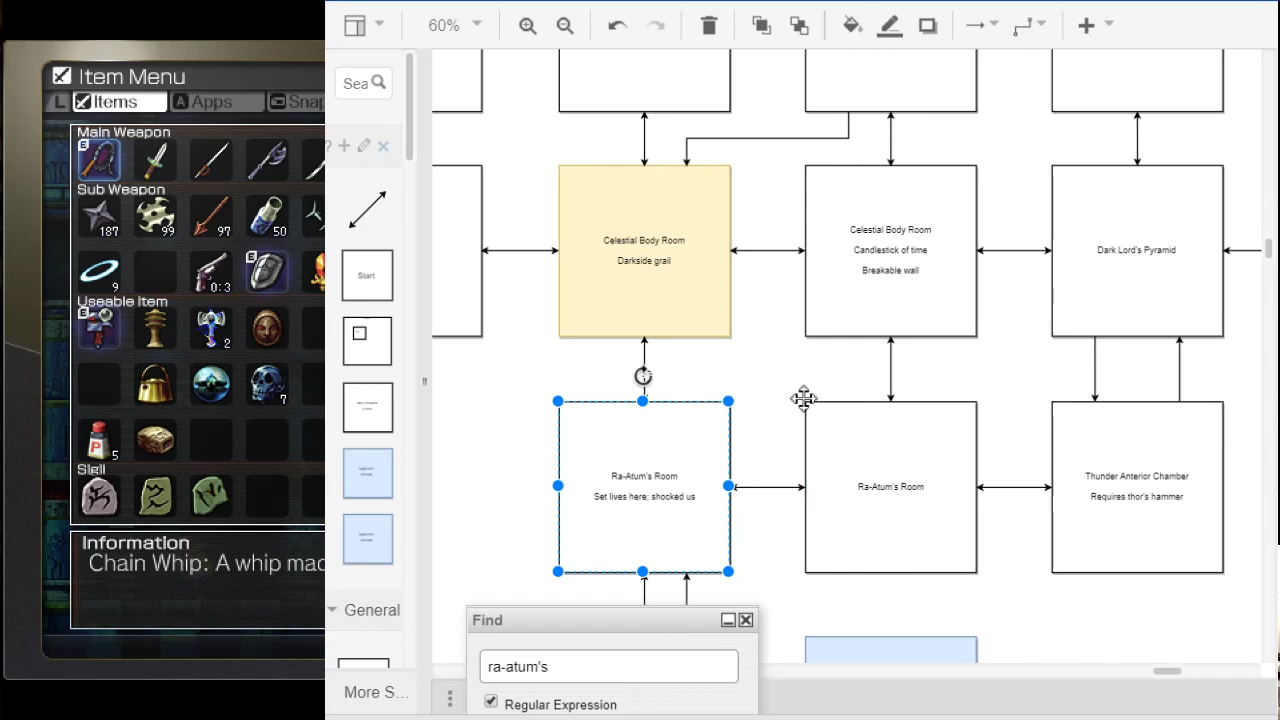 Item Menu
L
Items
A
Apps
Snap
Main Weapon
E
Sub Weapon
187
99
97
50
9
0:3
E
Useable Item
E
2
7
5
Information
Chain Whip: A whip mac
60%
Sea
?
Start
General
More S...
Celestial Body Room
Darkside grail
Celestial Body Room
Candlestick of time
Breakable wall
Dark Lord's Pyramid
Ra-Atum's Room
Set lives here; shocked us
Ra-Atum's Room
Thunder Anterior Chamber
Requires thor's hammer
Find
ra-atum's
Regular Expression